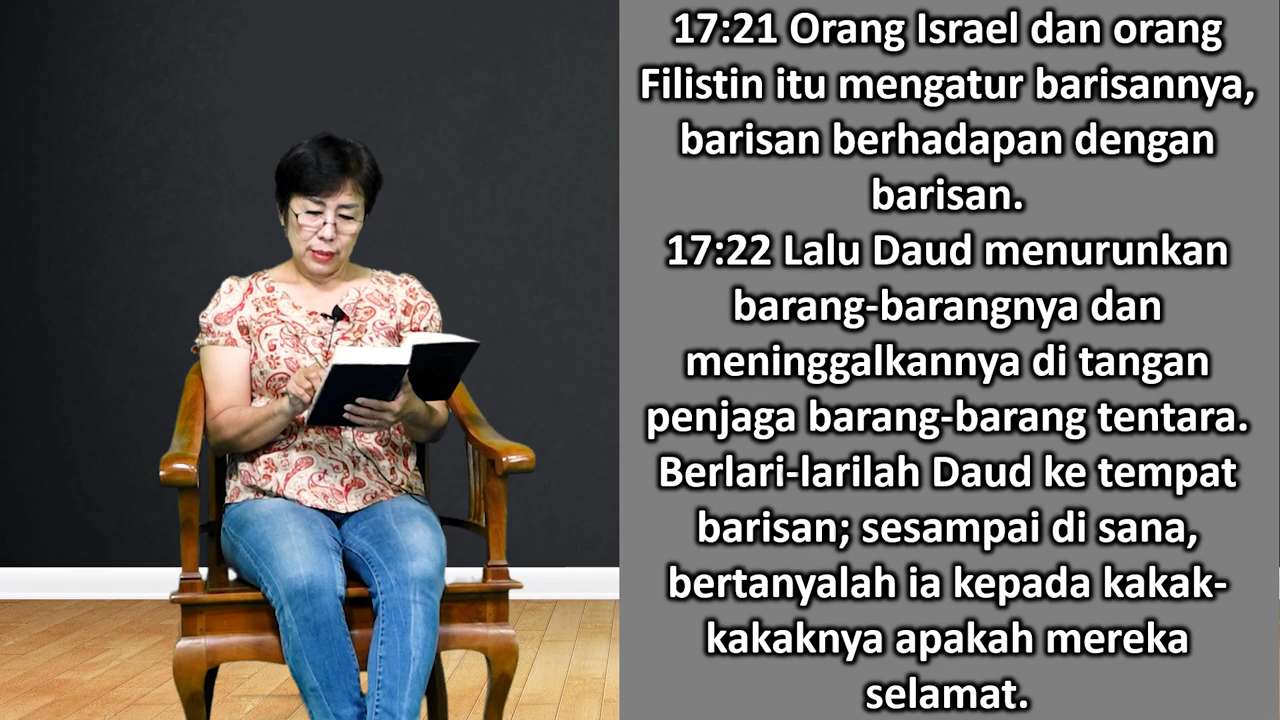 17:21 Orang Israel dan orang
Filistin itu mengatur barisannya,
barisan berhadapan dengan
barisan.
17:22 Lalu Daud menurunkan
barang-barangnya dan
meninggalkannya di tangan
penjaga barang-barang tentara.
Berlari-larilah Daud ke tempat
barisan; sesampai di sana,
bertanyalah ia kepada kakak-
kakaknya apakah mereka
selamat.